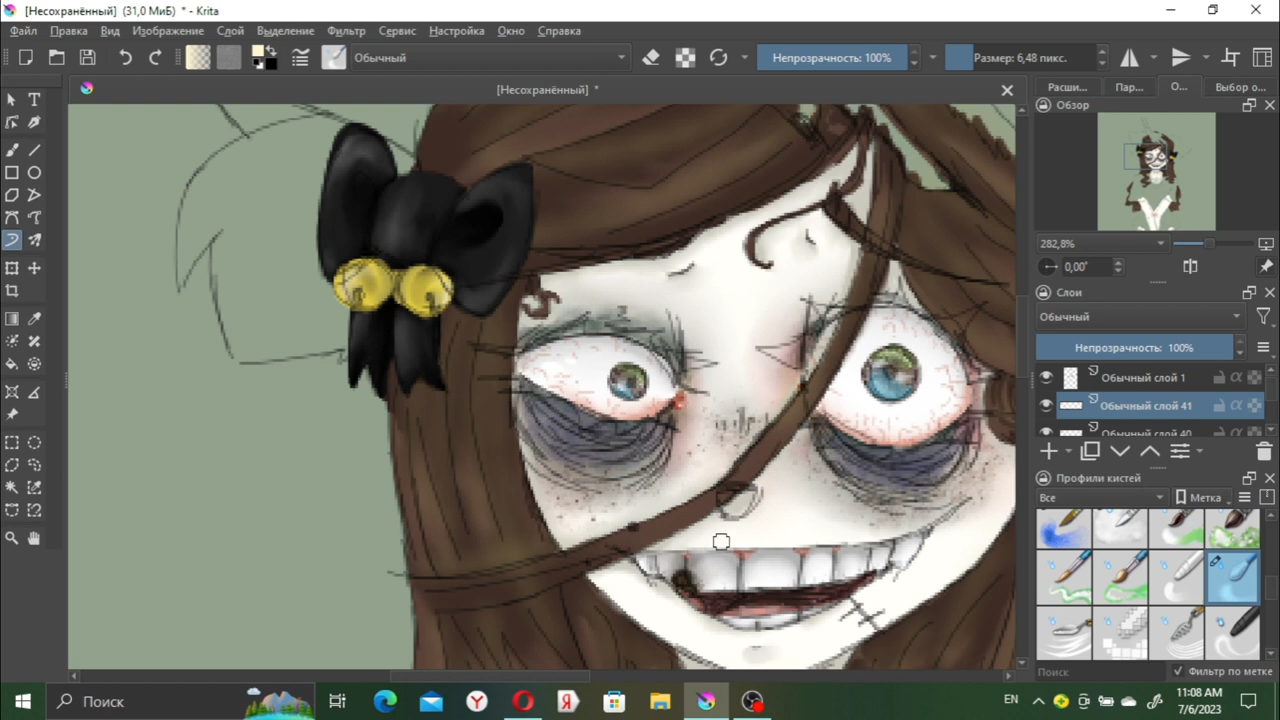 [Несохранённый] (31,0 МиБ) * - Krita
Файл Правка Вид Изображение Слой Выделение Фильтр Сервис Настройка Окно Справка
Обычный Непрозрачность: 100% Размер: 6,48 пикс.
[Несохранённый] *
Расши... Пар... О... Выбор о...
Обзор
282,8%
0,00°
Слои
Обычный
Непрозрачность: 100%
Обычный слой 1
Обычный слой 41
Обычный слой 40
Профили кистей
Все Метка
Поиск Фильтр по метке
Поиск EN 11:08 AM
7/6/2023